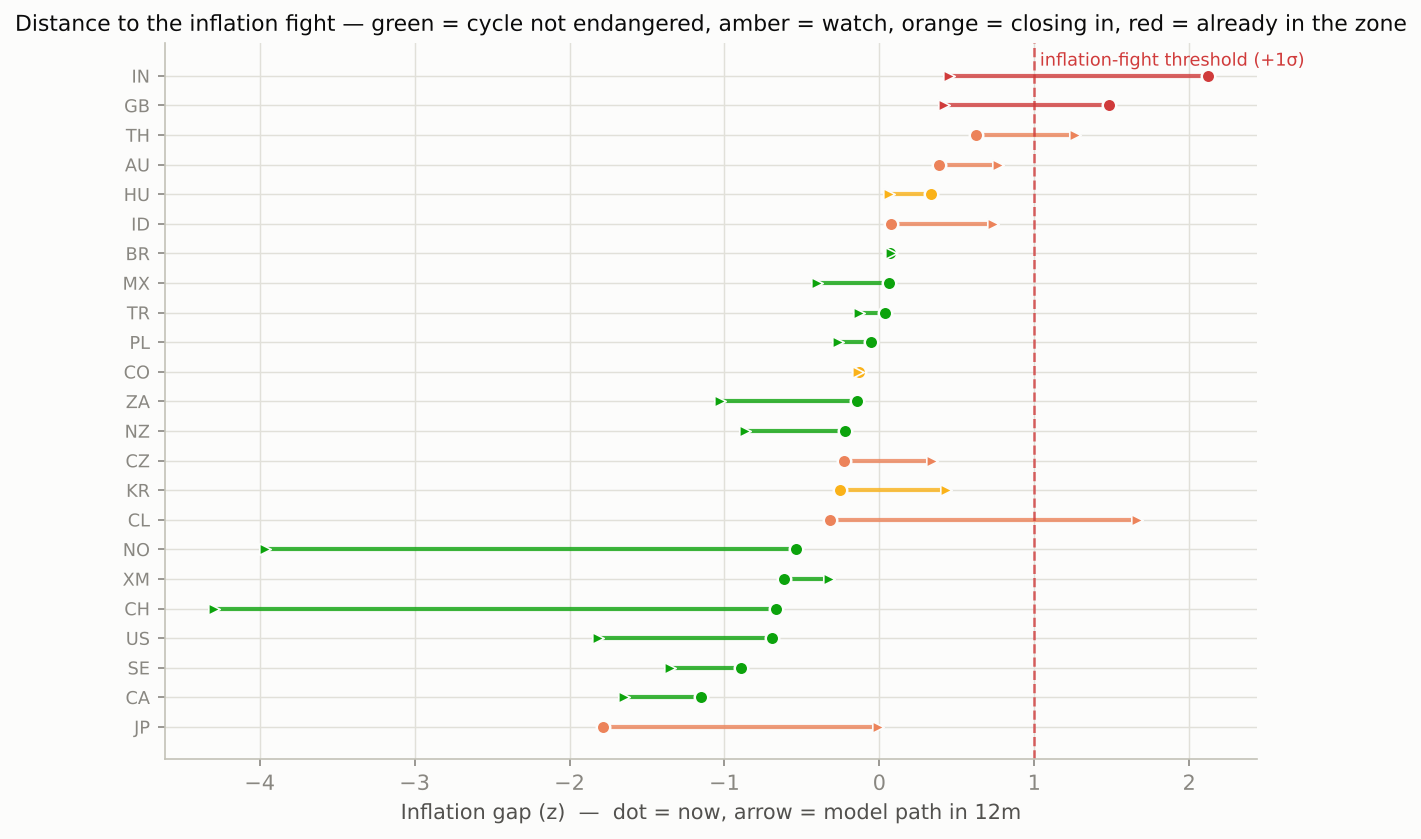 Distance to the inflation fight — green = cycle not endangered, amber = watch, orange = closing in, red = already in the zone
inflation-fight threshold (+1σ)
IN
GB
TH
AU
HU
ID
BR
MX
TR
PL
CO
ZA
NZ
CZ
KR
CL
NO
XM
CH
US
SE
CA
JP
−4 −3 −2 −1 0 1 2
Inflation gap (z) — dot = now, arrow = model path in 12m